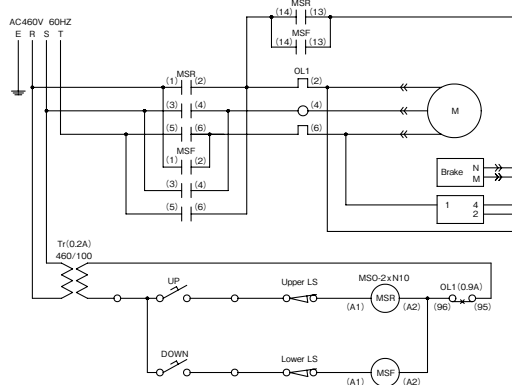 MSR
AC460V 60HZ
(14) (13)
E R S T
MSF
(14) (13)
MSR
OL1
(1) (2)
(2)
(3) (4)
(4)
M
(5) (6)
(6)
MSF
(1) (2)
Brake N
M
(3) (4)
1 4
2
(5) (6)
Tr(0.2A)
460/100
UP
Upper LS
MSO-2xN10
OL1(0.9A)
MSR
(A1) (A2)
(96) (95)
DOWN
Lower LS
MSF
(A1) (A2)